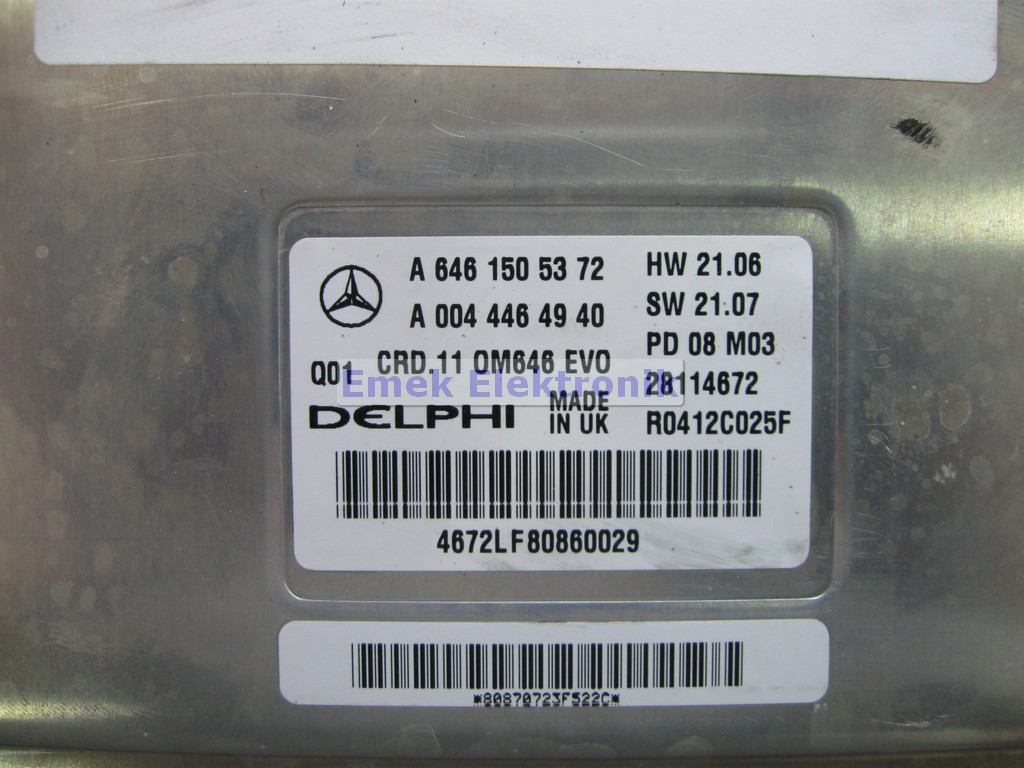 A 646 150 53 72
A 004 446 49 40
Q01 CRD.11 OM646 EVO
DELPHI MADE IN UK
HW 21.06
SW 21.07
PD 08 M03
28114672
R0412C025F
4672LF80860029
*80870723F522C*
Emek Elektronik